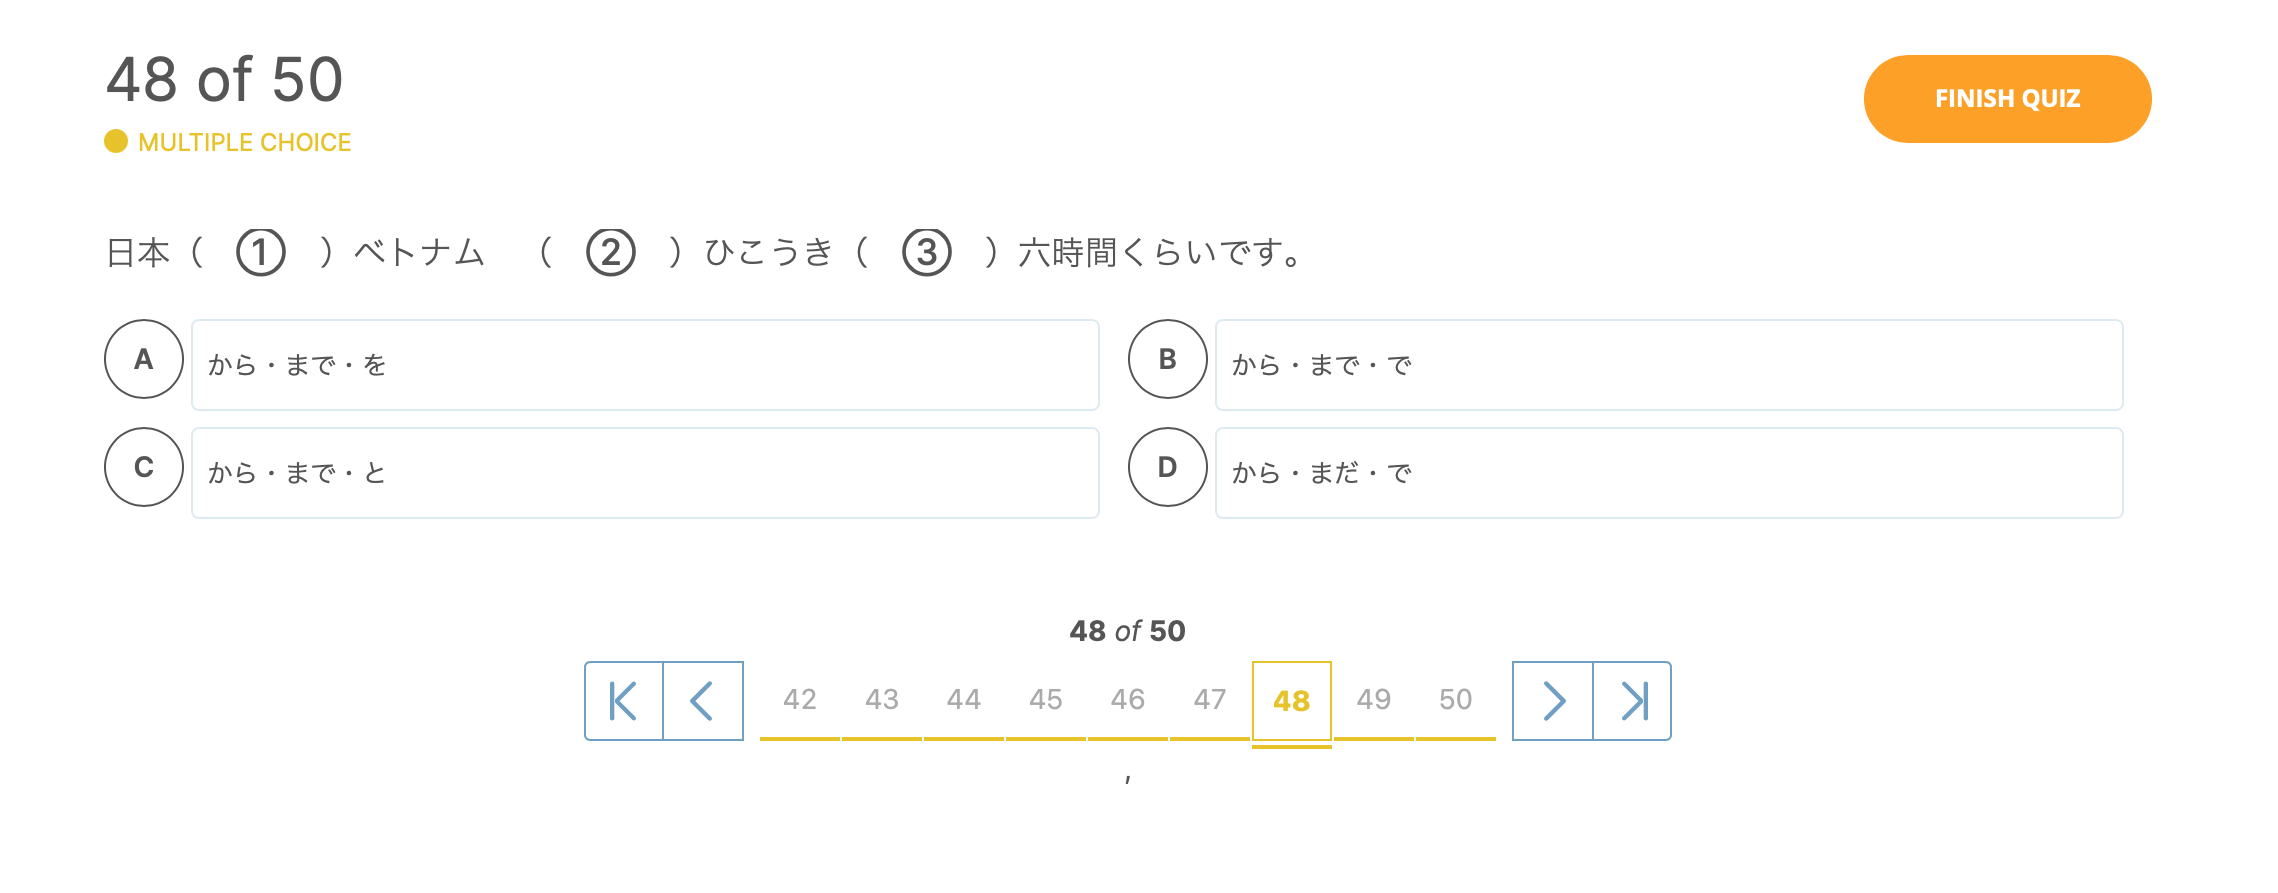 48 of 50
FINISH QUIZ
MULTIPLE CHOICE
日本（　①　）ベトナム　（　②　）ひこうき（　③　）六時間くらいです。
A から・まで・を
B から・まで・で
C から・まで・と
D から・まだ・で
48 of 50
42 43 44 45 46 47 48 49 50
,